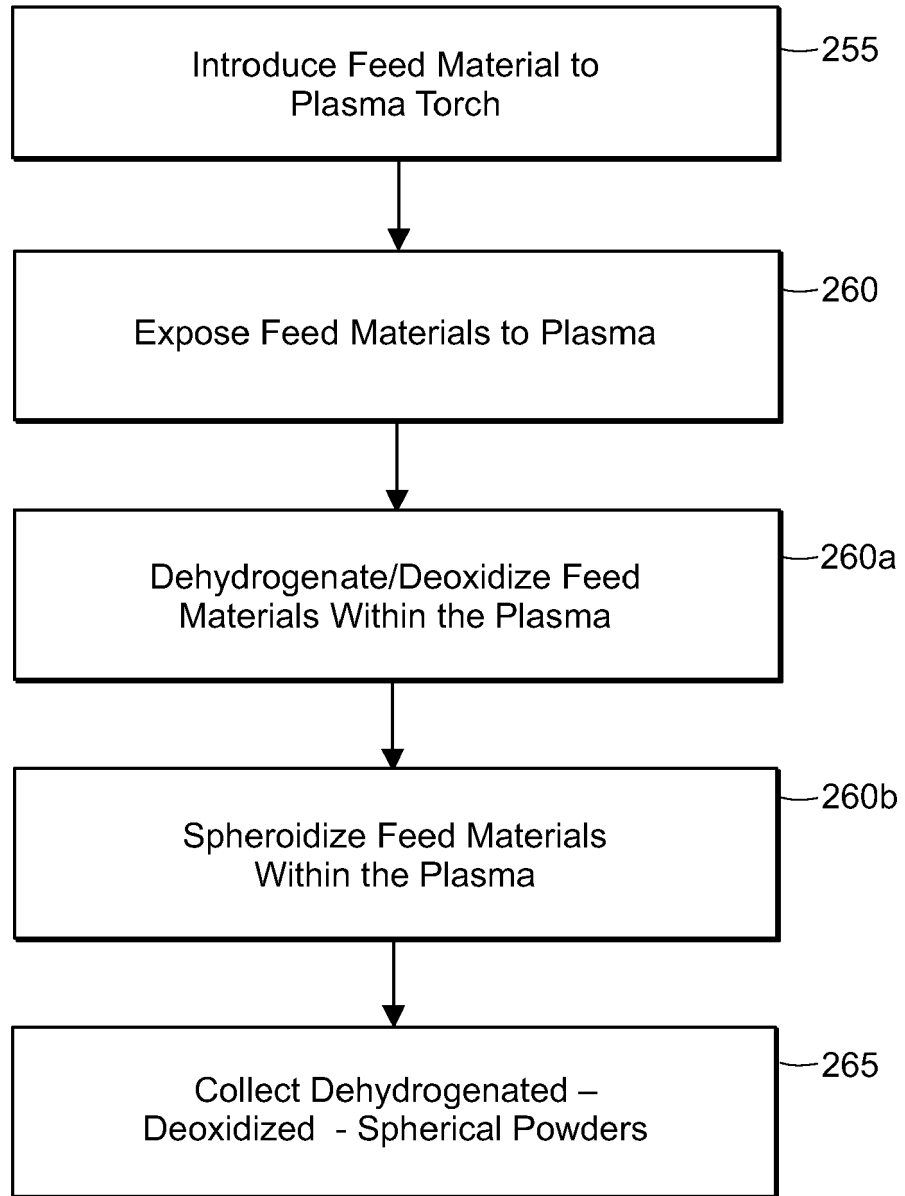 Introduce Feed Material to
Plasma Torch
255
Expose Feed Materials to Plasma
260
Dehydrogenate/Deoxidize Feed
Materials Within the Plasma
260a
Spheroidize Feed Materials
Within the Plasma
260b
Collect Dehydrogenated –
Deoxidized - Spherical Powders
265